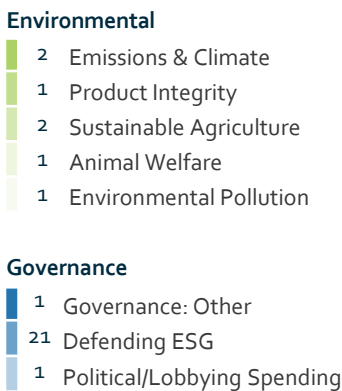 Environmental
2 Emissions & Climate
1 Product Integrity
2 Sustainable Agriculture
1 Animal Welfare
1 Environmental Pollution
Governance
1 Governance: Other
21 Defending ESG
1 Political/Lobbying Spending